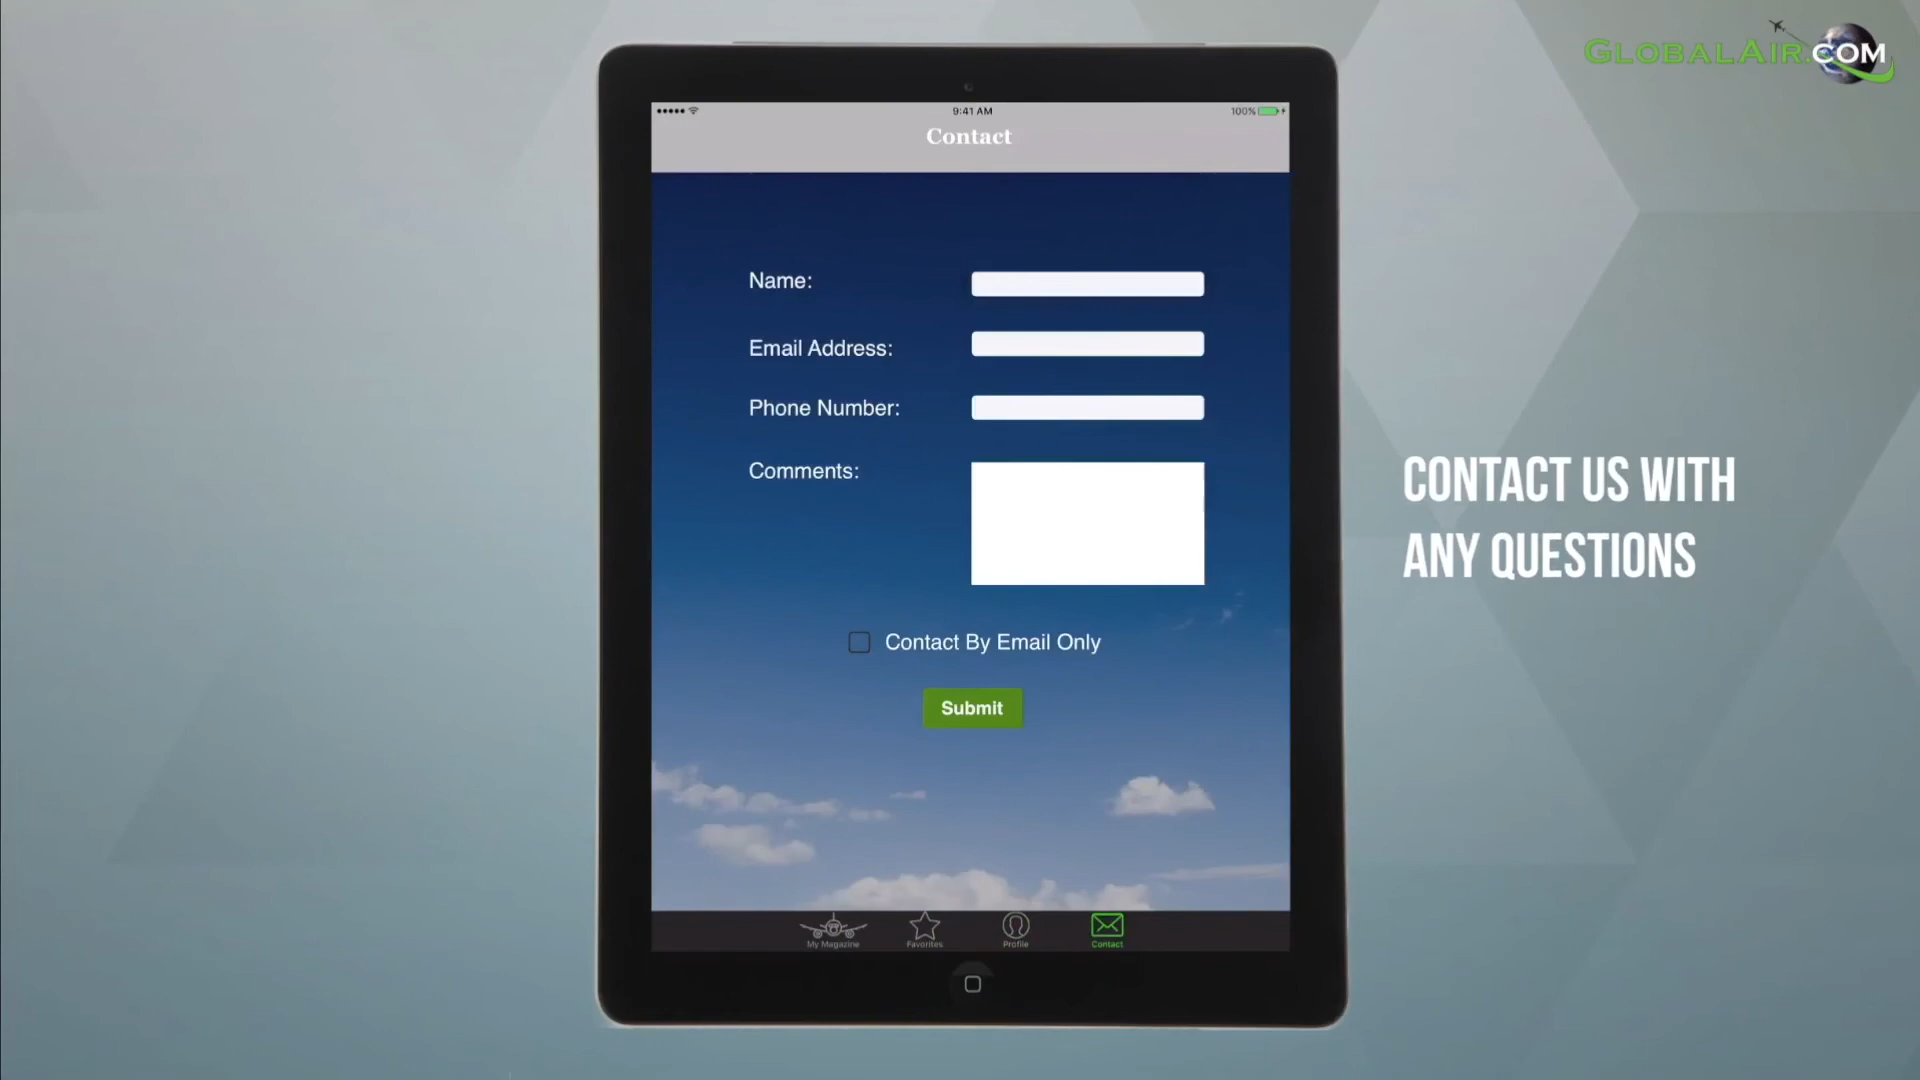 GLOBALAIR.COM
9:41 AM
100%
Contact
Name:
Email Address:
Phone Number:
Comments:
Contact By Email Only
Submit
My Magazine
Favorites
Profile
Contact
CONTACT US WITH
ANY QUESTIONS